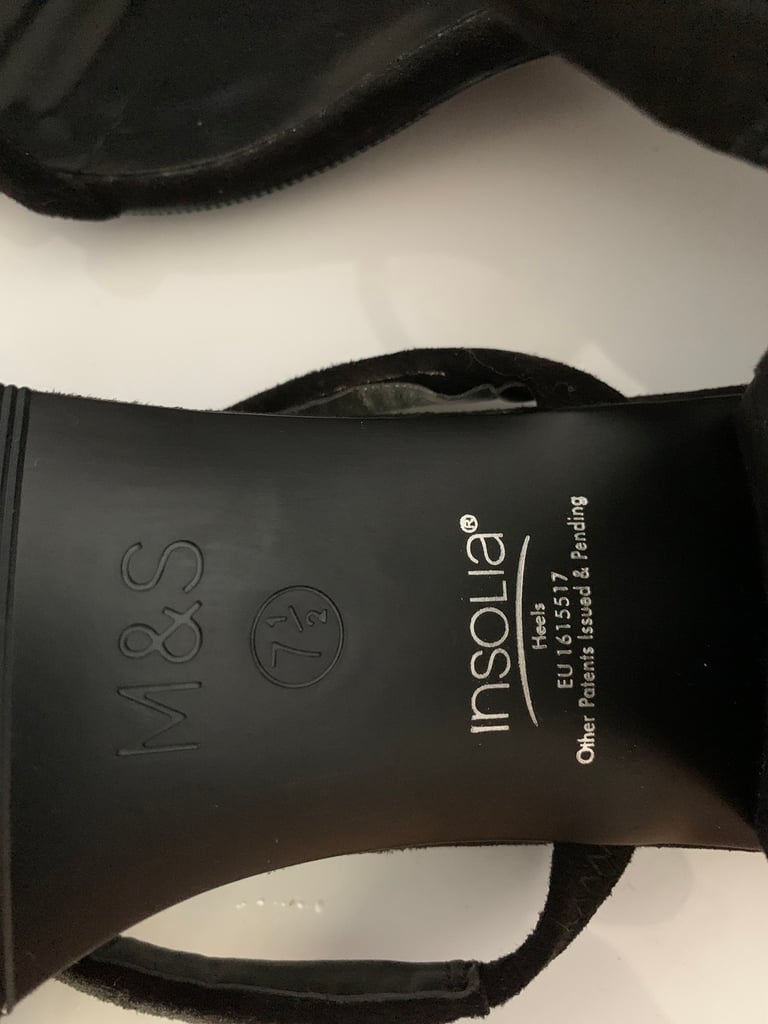 M&S
7½
INSOLIA®
Heels
EU 1615517
Other Patents Issued & Pending